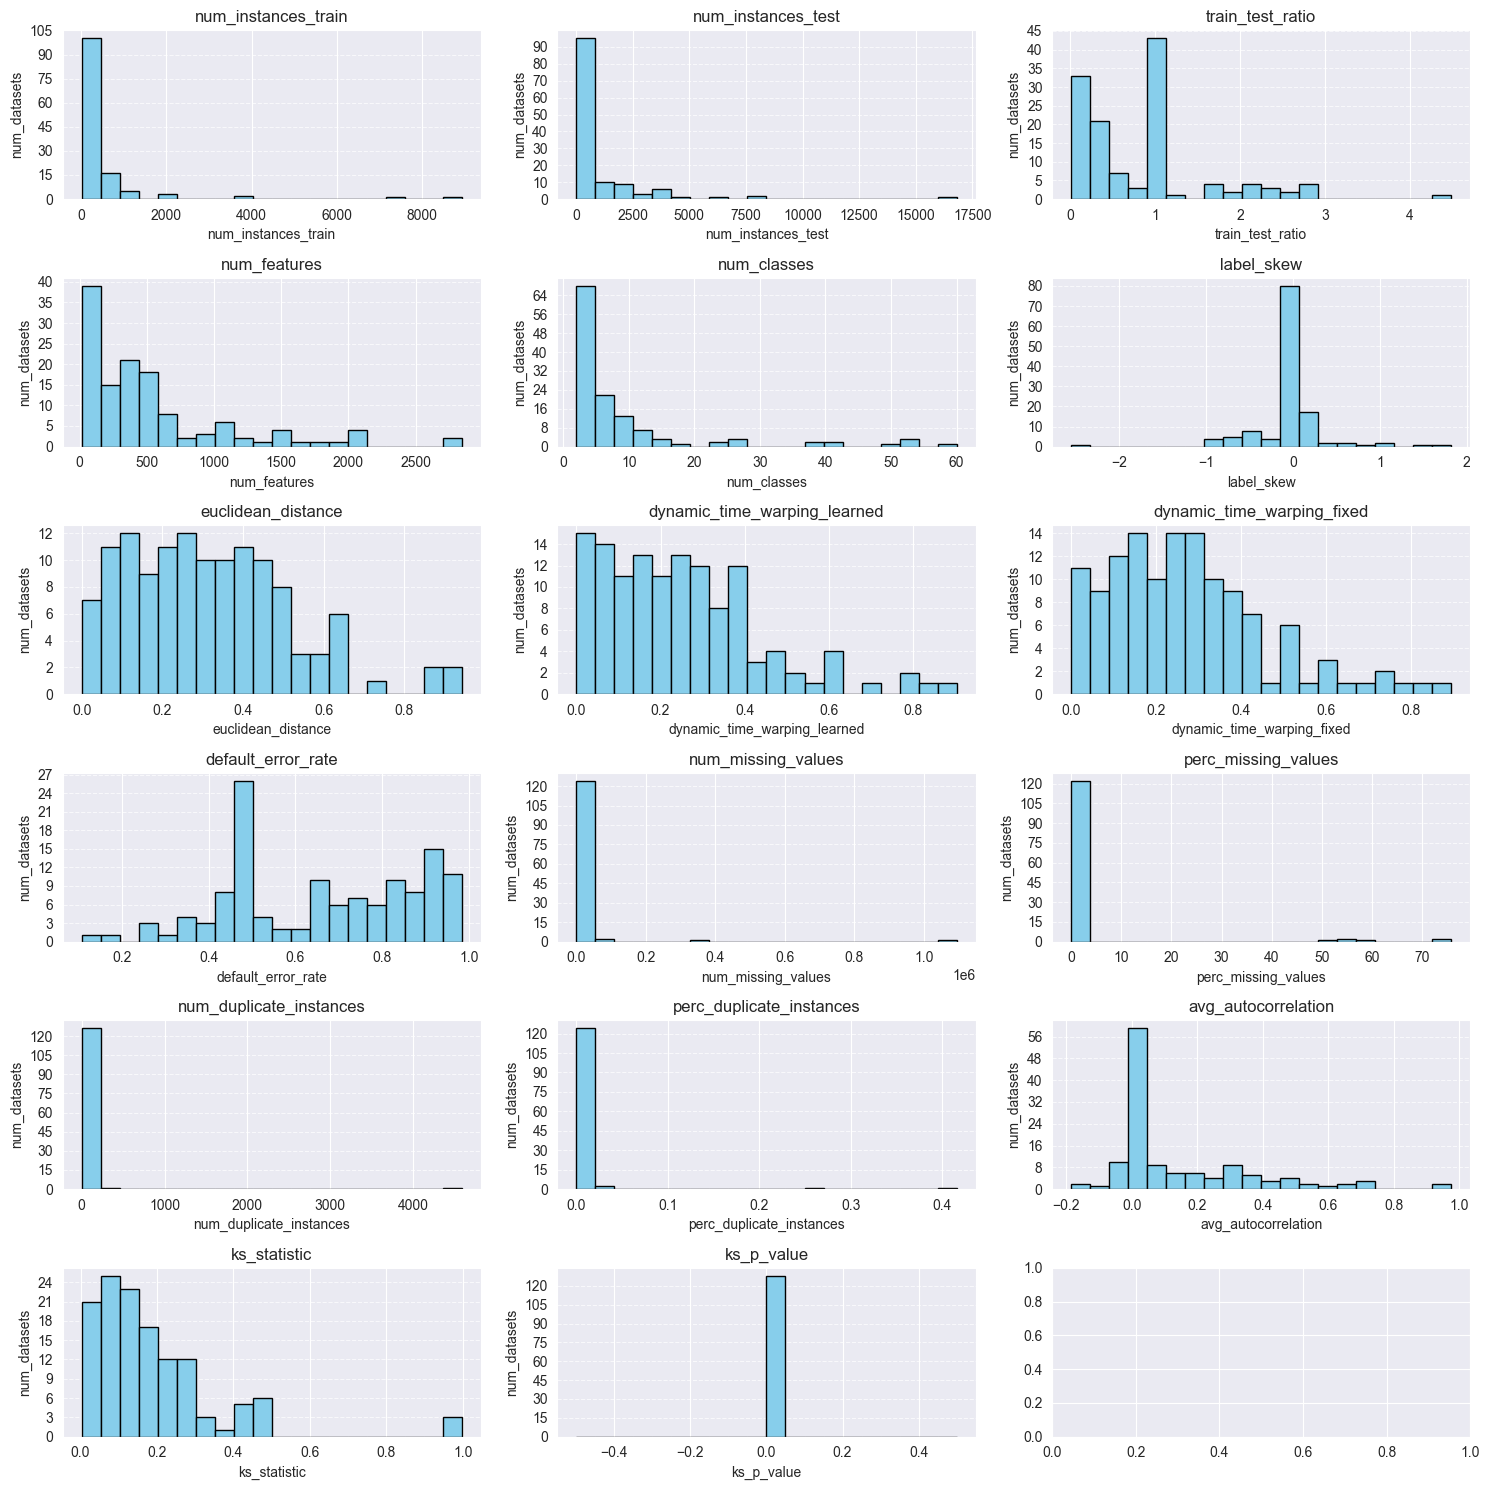 num_instances_train
num_datasets
105
90
75
60
45
30
15
0
0 2000 4000 6000 8000
num_instances_train
num_instances_test
num_datasets
90
80
70
60
50
40
30
20
10
0
0 2500 5000 7500 10000 12500 15000 17500
num_instances_test
train_test_ratio
num_datasets
45
40
35
30
25
20
15
10
5
0
0 1 2 3 4
train_test_ratio
num_features
num_datasets
40
35
30
25
20
15
10
5
0
0 500 1000 1500 2000 2500
num_features
num_classes
num_datasets
64
56
48
40
32
24
16
8
0
0 10 20 30 40 50 60
num_classes
label_skew
num_datasets
80
70
60
50
40
30
20
10
0
−2 −1 0 1 2
label_skew
euclidean_distance
num_datasets
12
10
8
6
4
2
0
0.0 0.2 0.4 0.6 0.8
euclidean_distance
dynamic_time_warping_learned
num_datasets
14
12
10
8
6
4
2
0
0.0 0.2 0.4 0.6 0.8
dynamic_time_warping_learned
dynamic_time_warping_fixed
num_datasets
14
12
10
8
6
4
2
0
0.0 0.2 0.4 0.6 0.8
dynamic_time_warping_fixed
default_error_rate
num_datasets
27
24
21
18
15
12
9
6
3
0
0.2 0.4 0.6 0.8 1.0
default_error_rate
num_missing_values
num_datasets
120
105
90
75
60
45
30
15
0
0.0 0.2 0.4 0.6 0.8 1.0
1e6
num_missing_values
perc_missing_values
num_datasets
120
105
90
75
60
45
30
15
0
0 10 20 30 40 50 60 70
perc_missing_values
num_duplicate_instances
num_datasets
120
105
90
75
60
45
30
15
0
0 1000 2000 3000 4000
num_duplicate_instances
perc_duplicate_instances
num_datasets
120
105
90
75
60
45
30
15
0
0.0 0.1 0.2 0.3 0.4
perc_duplicate_instances
avg_autocorrelation
num_datasets
56
48
40
32
24
16
8
0
−0.2 0.0 0.2 0.4 0.6 0.8 1.0
avg_autocorrelation
ks_statistic
num_datasets
24
21
18
15
12
9
6
3
0
0.0 0.2 0.4 0.6 0.8 1.0
ks_statistic
ks_p_value
num_datasets
120
105
90
75
60
45
30
15
0
−0.4 −0.2 0.0 0.2 0.4
ks_p_value
1.0
0.8
0.6
0.4
0.2
0.0
0.0 0.2 0.4 0.6 0.8 1.0